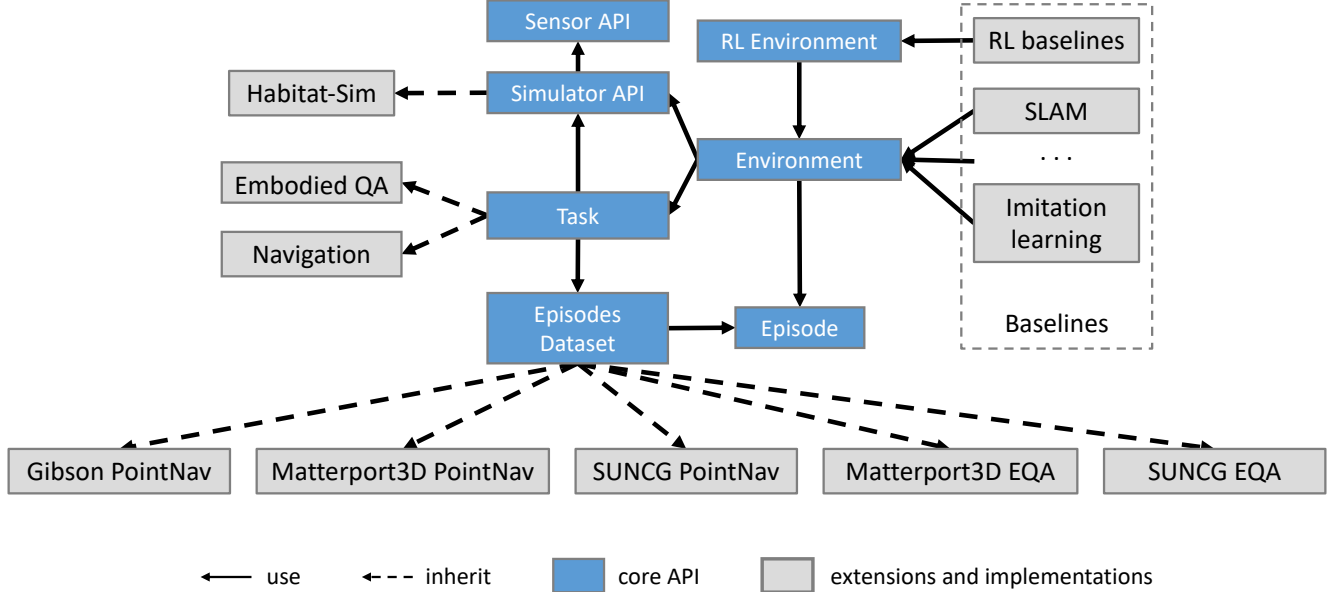 Sensor API
RL Environment
RL baselines
Habitat-Sim
Simulator API
SLAM
Environment
. . .
Embodied QA
Task
Imitation
learning
Navigation
Episodes
Dataset
Episode
Baselines
Gibson PointNav
Matterport3D PointNav
SUNCG PointNav
Matterport3D EQA
SUNCG EQA
use
inherit
core API
extensions and implementations